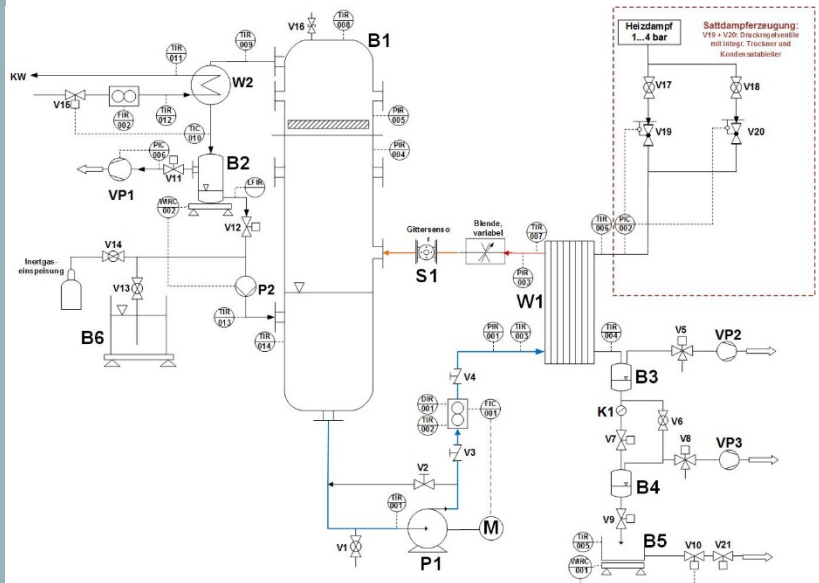 V16
TIR
008
B1
TIR
009
TIR
011
KW
W2
V15
FIR
002
TIR
012
TIC
010
PIR
005
PIR
004
PIC
006
B2
V11
VP1
LFIR
WIRC
002
V12
V14
Inertgas-
einspeisung
V13
P2
B6
TIR
013
TIR
014
Gittersenso
r
S1
Blende,
variabel
TIR
007
PIR
003
W1
Heizdampf
1...4 bar
Sattdampferzeugung:
V19 + V20: Druckregelventile
mit integr. Trockner und
Kondensatableiter
V17
V18
V19
V20
TIR
006
PIC
002
PIR
001
TIR
003
TIR
004
V5
VP2
B3
V4
DIR
001
TIR
002
FIC
001
K1
V6
V7
V8
VP3
V3
V2
B4
TIR
001
M
V9
V1
P1
TIR
005
B5
WIRC
001
V10
V21